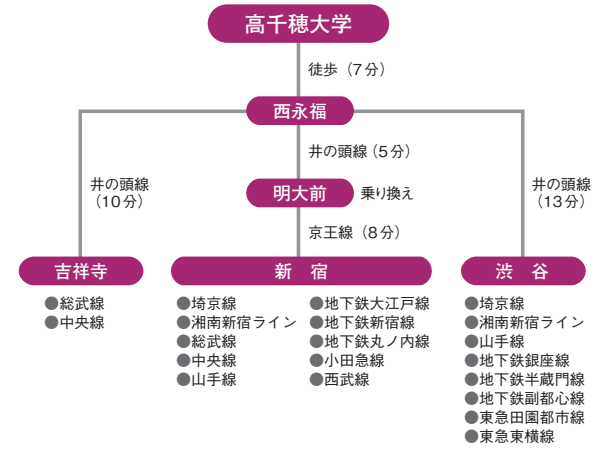 高千穂大学
徒歩（7分）
西永福
井の頭線（5分）
井の頭線
（10分）
明大前
乗り換え
井の頭線
（13分）
京王線（8分）
吉祥寺
●総武線
●中央線
新　宿
●埼京線
●湘南新宿ライン
●総武線
●中央線
●山手線
●地下鉄大江戸線
●地下鉄新宿線
●地下鉄丸ノ内線
●小田急線
●西武線
渋　谷
●埼京線
●湘南新宿ライン
●山手線
●地下鉄銀座線
●地下鉄半蔵門線
●地下鉄副都心線
●東急田園都市線
●東急東横線